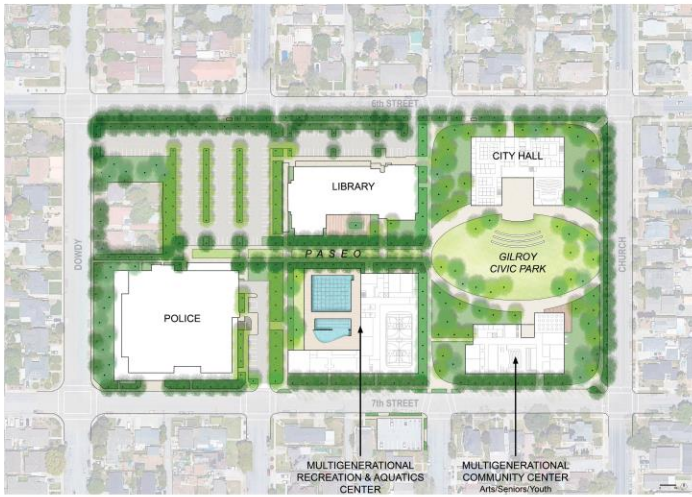 6th STREET
CITY HALL
LIBRARY
DOWDY
PASEO
GILROY
CIVIC PARK
CHURCH
POLICE
7th STREET
MULTIGENERATIONAL
RECREATION & AQUATICS
CENTER
MULTIGENERATIONAL
COMMUNITY CENTER
Arts/Seniors/Youth